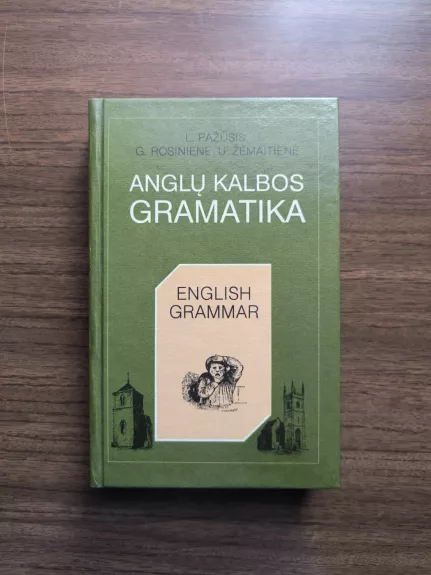 L. PAŽŪSIS
G. ROSINIENĖ, U. ŽEMAITIENĖ
ANGLŲ KALBOS
GRAMATIKA
ENGLISH
GRAMMAR